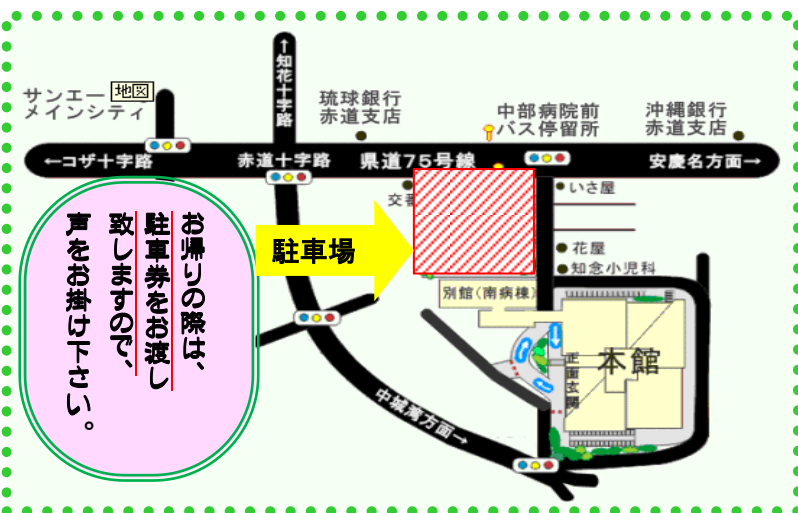 サンエー
メインシティ
地図
↑知花十字路
琉球銀行
赤道支店
中部病院前
バス停留所
沖縄銀行
赤道支店
←コザ十字路
赤道十字路
県道75号線
安慶名方面→
交番
いさ屋
花屋
知念小児科
駐車場
別館(南病棟)
本館
正面玄関
中城湾方面→
お帰りの際は、
駐車券をお渡し
致しますので、
声をお掛け下さい。